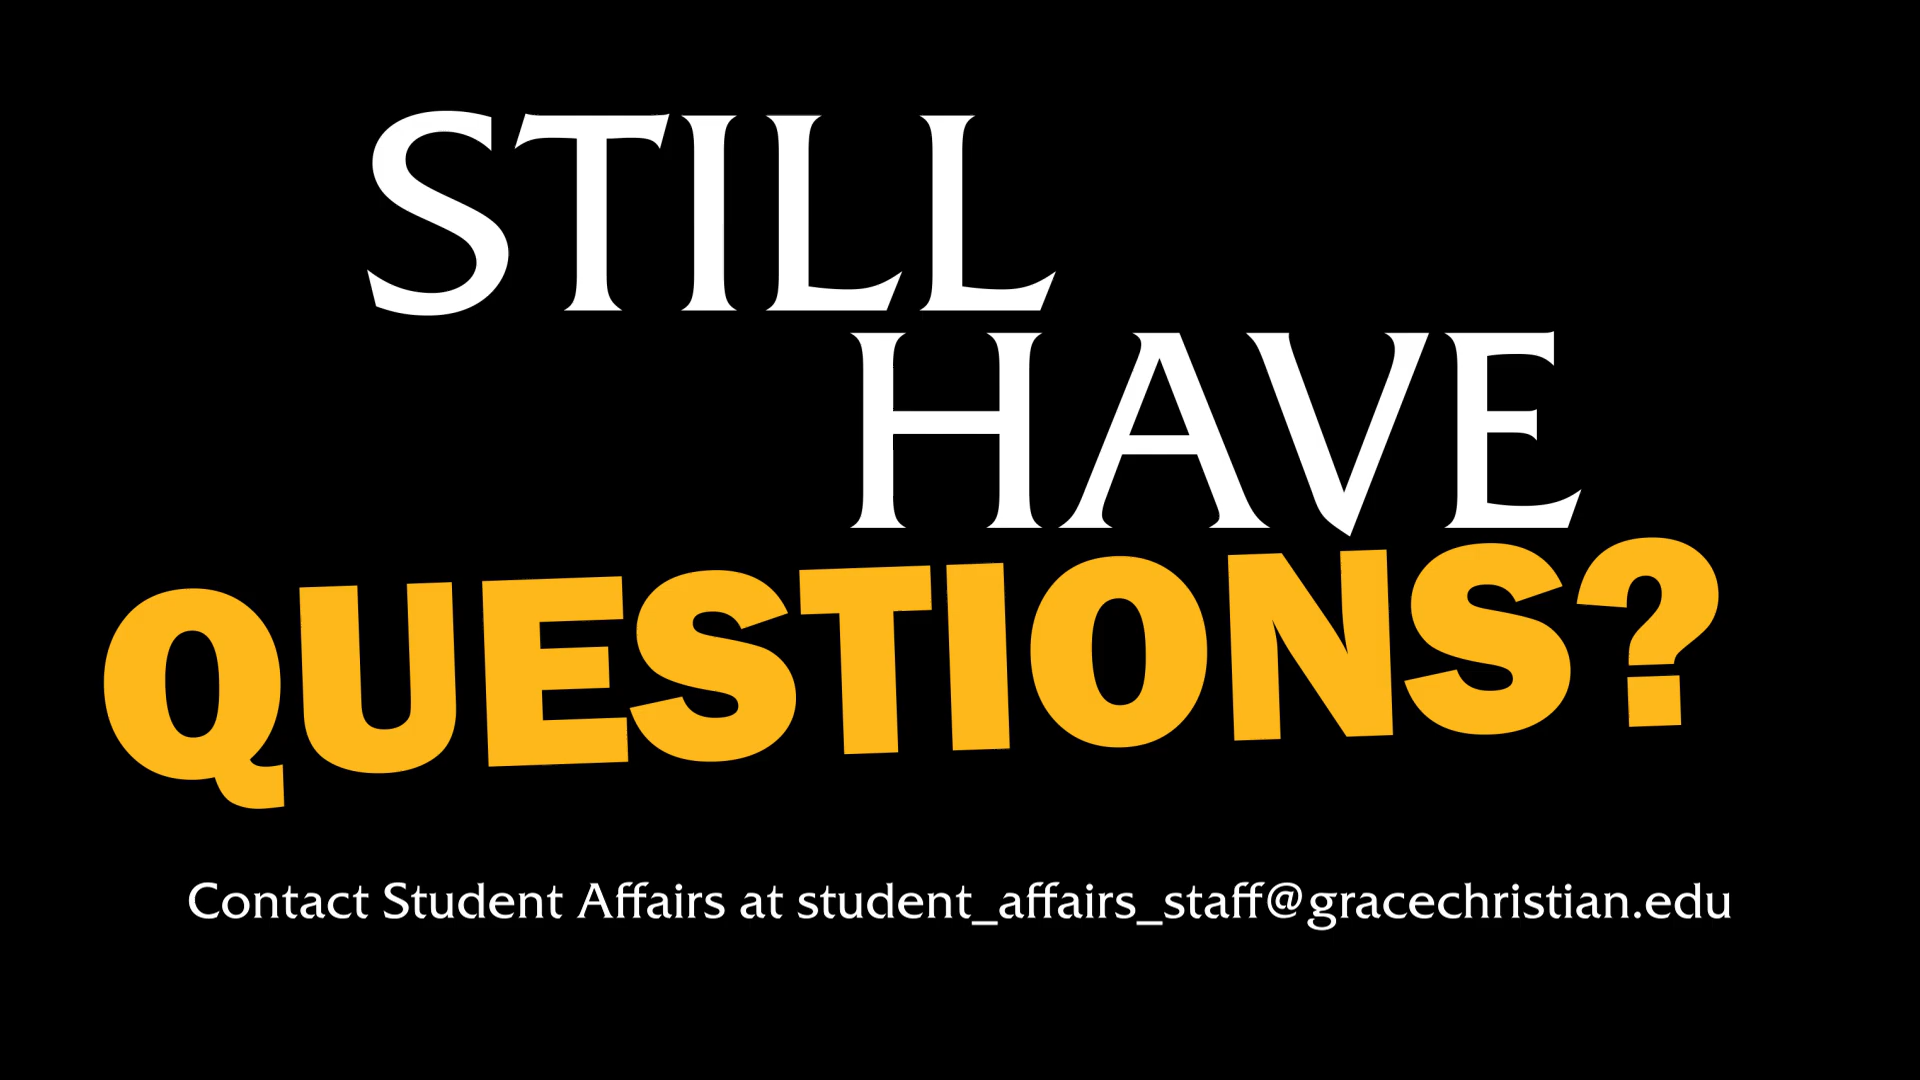 STILL
HAVE
QUESTIONS?
Contact Student Affairs at student_affairs_staff@gracechristian.edu